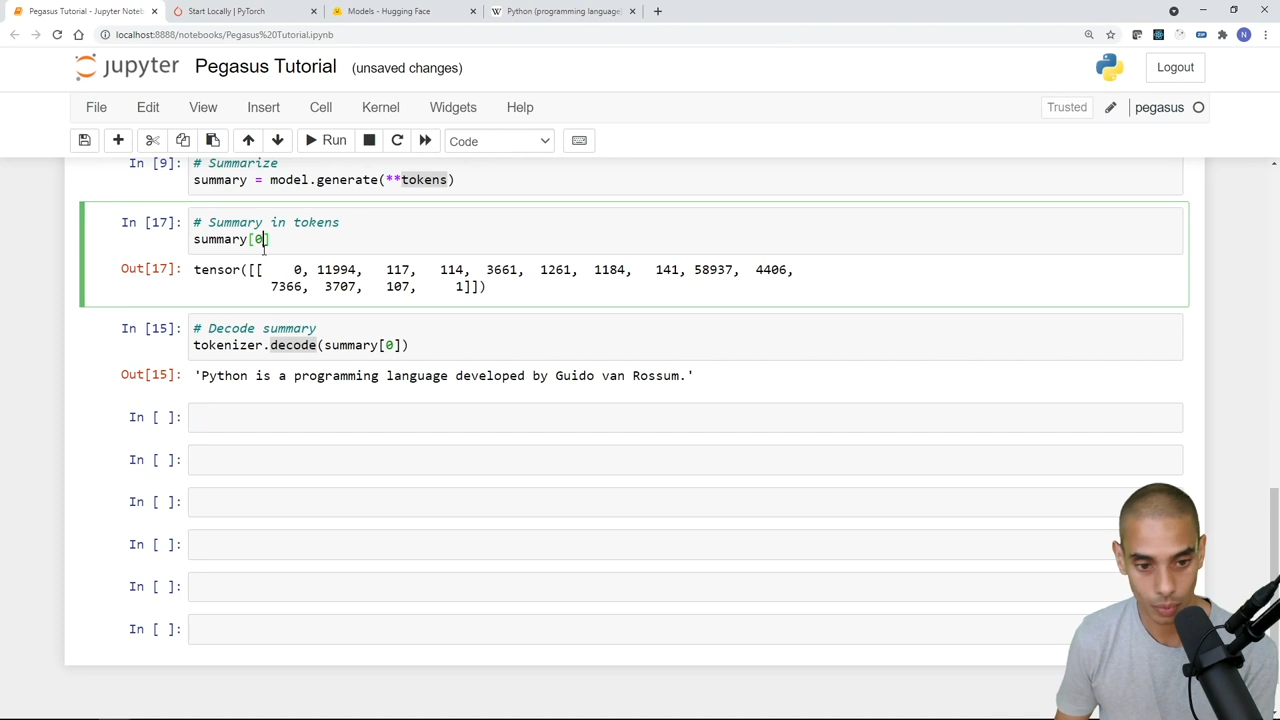 Pegasus Tutorial - Jupyter Noteb
Start Locally | PyTorch
Models - Hugging Face
Python (programming language)
localhost:8888/notebooks/Pegasus%20Tutorial.ipynb
N
jupyter Pegasus Tutorial (unsaved changes)
Logout
File Edit View Insert Cell Kernel Widgets Help
Trusted
pegasus
Run
Code
In [9]: # Summarize
summary = model.generate(**tokens)
In [17]: # Summary in tokens
summary[0]
Out[17]: tensor([[ 0, 11994, 117, 114, 3661, 1261, 1184, 141, 58937, 4406,
7366, 3707, 107, 1]])
In [15]: # Decode summary
tokenizer.decode(summary[0])
Out[15]: 'Python is a programming language developed by Guido van Rossum.'
In [ ]:
In [ ]:
In [ ]:
In [ ]:
In [ ]:
In [ ]: